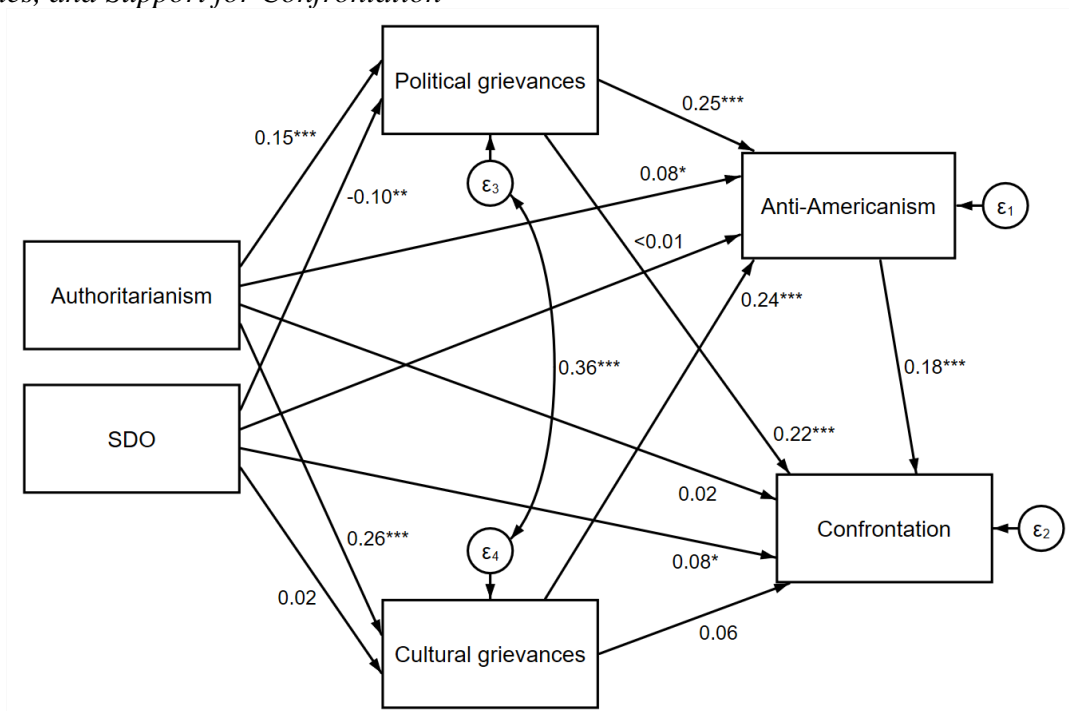 and Support for Confrontation
Political grievances
0.25***
0.15***
0.08*
ε3
-0.10**
Anti-Americanism
ε1
<0.01
Authoritarianism
0.24***
0.36***
0.18***
SDO
0.22***
0.02
Confrontation
ε2
0.26***
ε4
0.08*
0.02
0.06
Cultural grievances